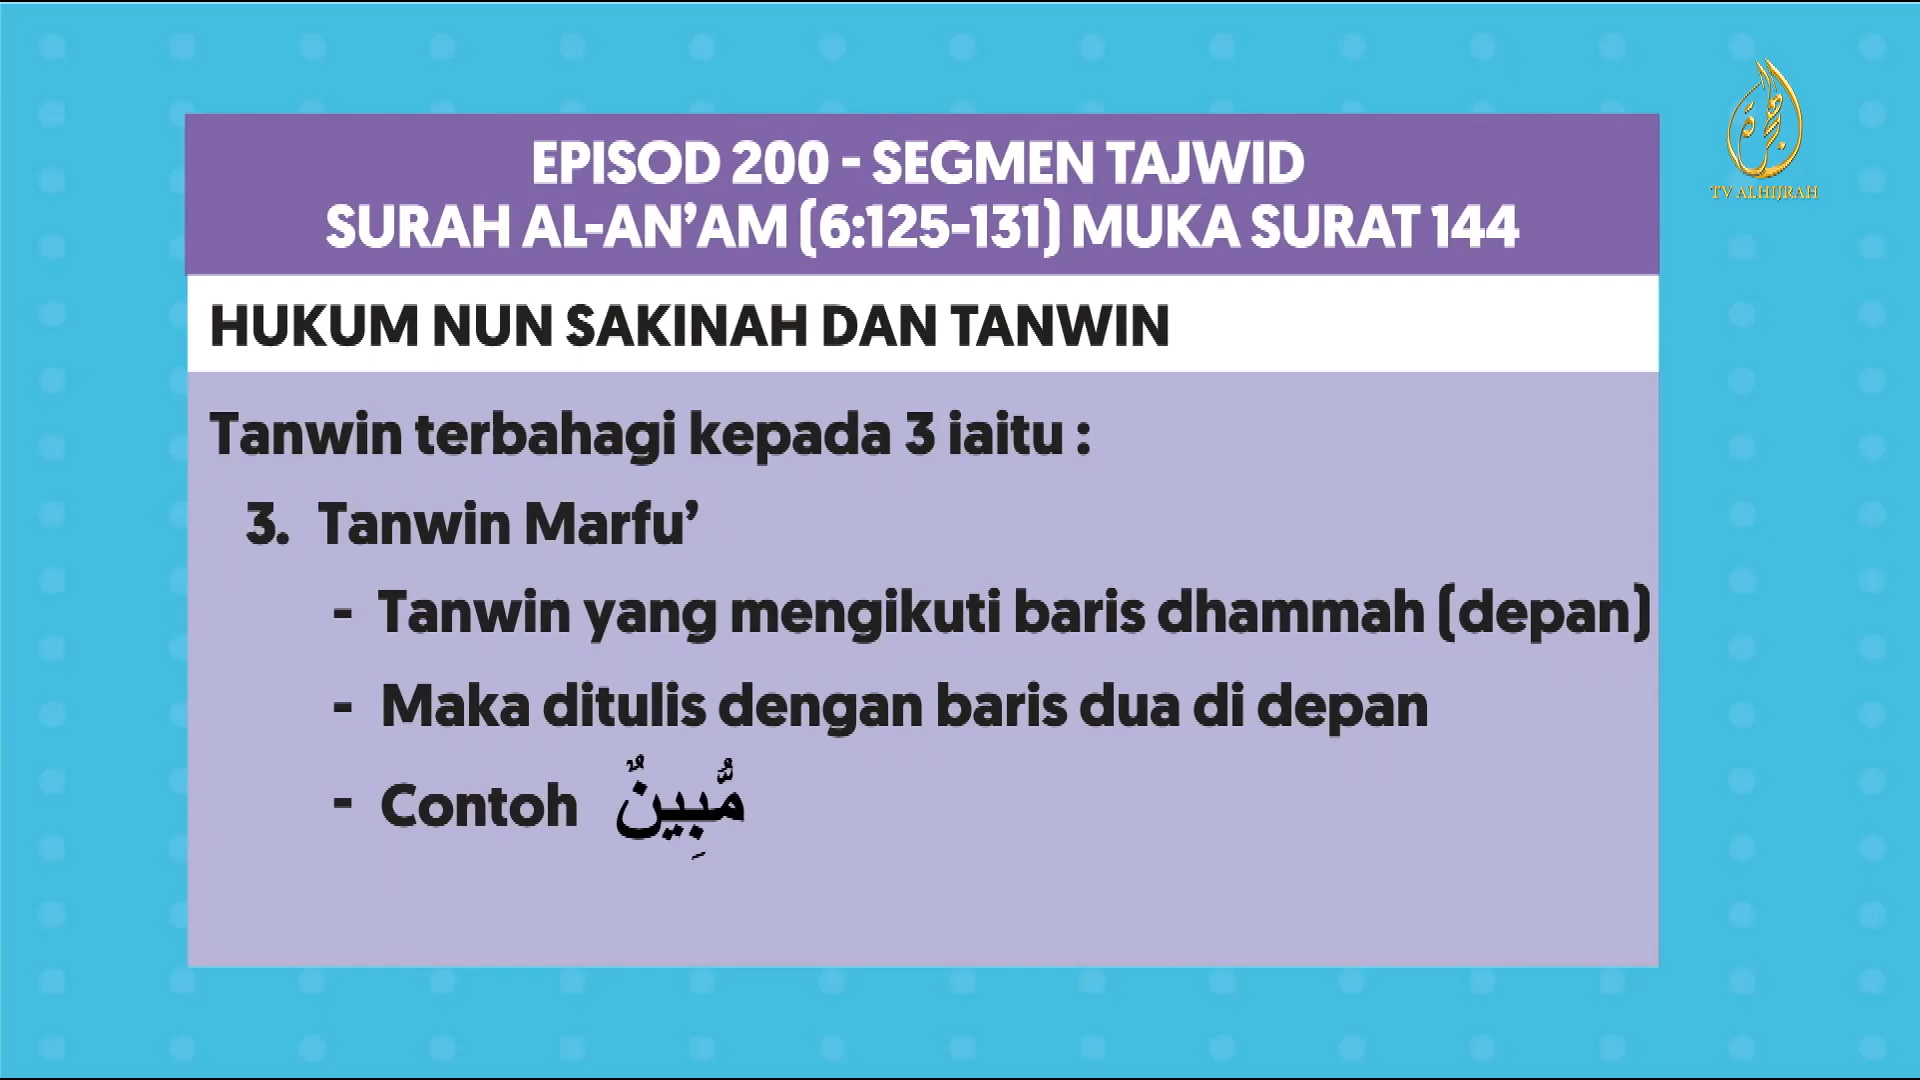 EPISOD 200 - SEGMEN TAJWID
SURAH AL-AN’AM (6:125-131) MUKA SURAT 144
TV ALHIJRAH
HUKUM NUN SAKINAH DAN TANWIN
Tanwin terbahagi kepada 3 iaitu :
3. Tanwin Marfu’
- Tanwin yang mengikuti baris dhammah (depan)
- Maka ditulis dengan baris dua di depan
- Contoh مُّبِينٌ